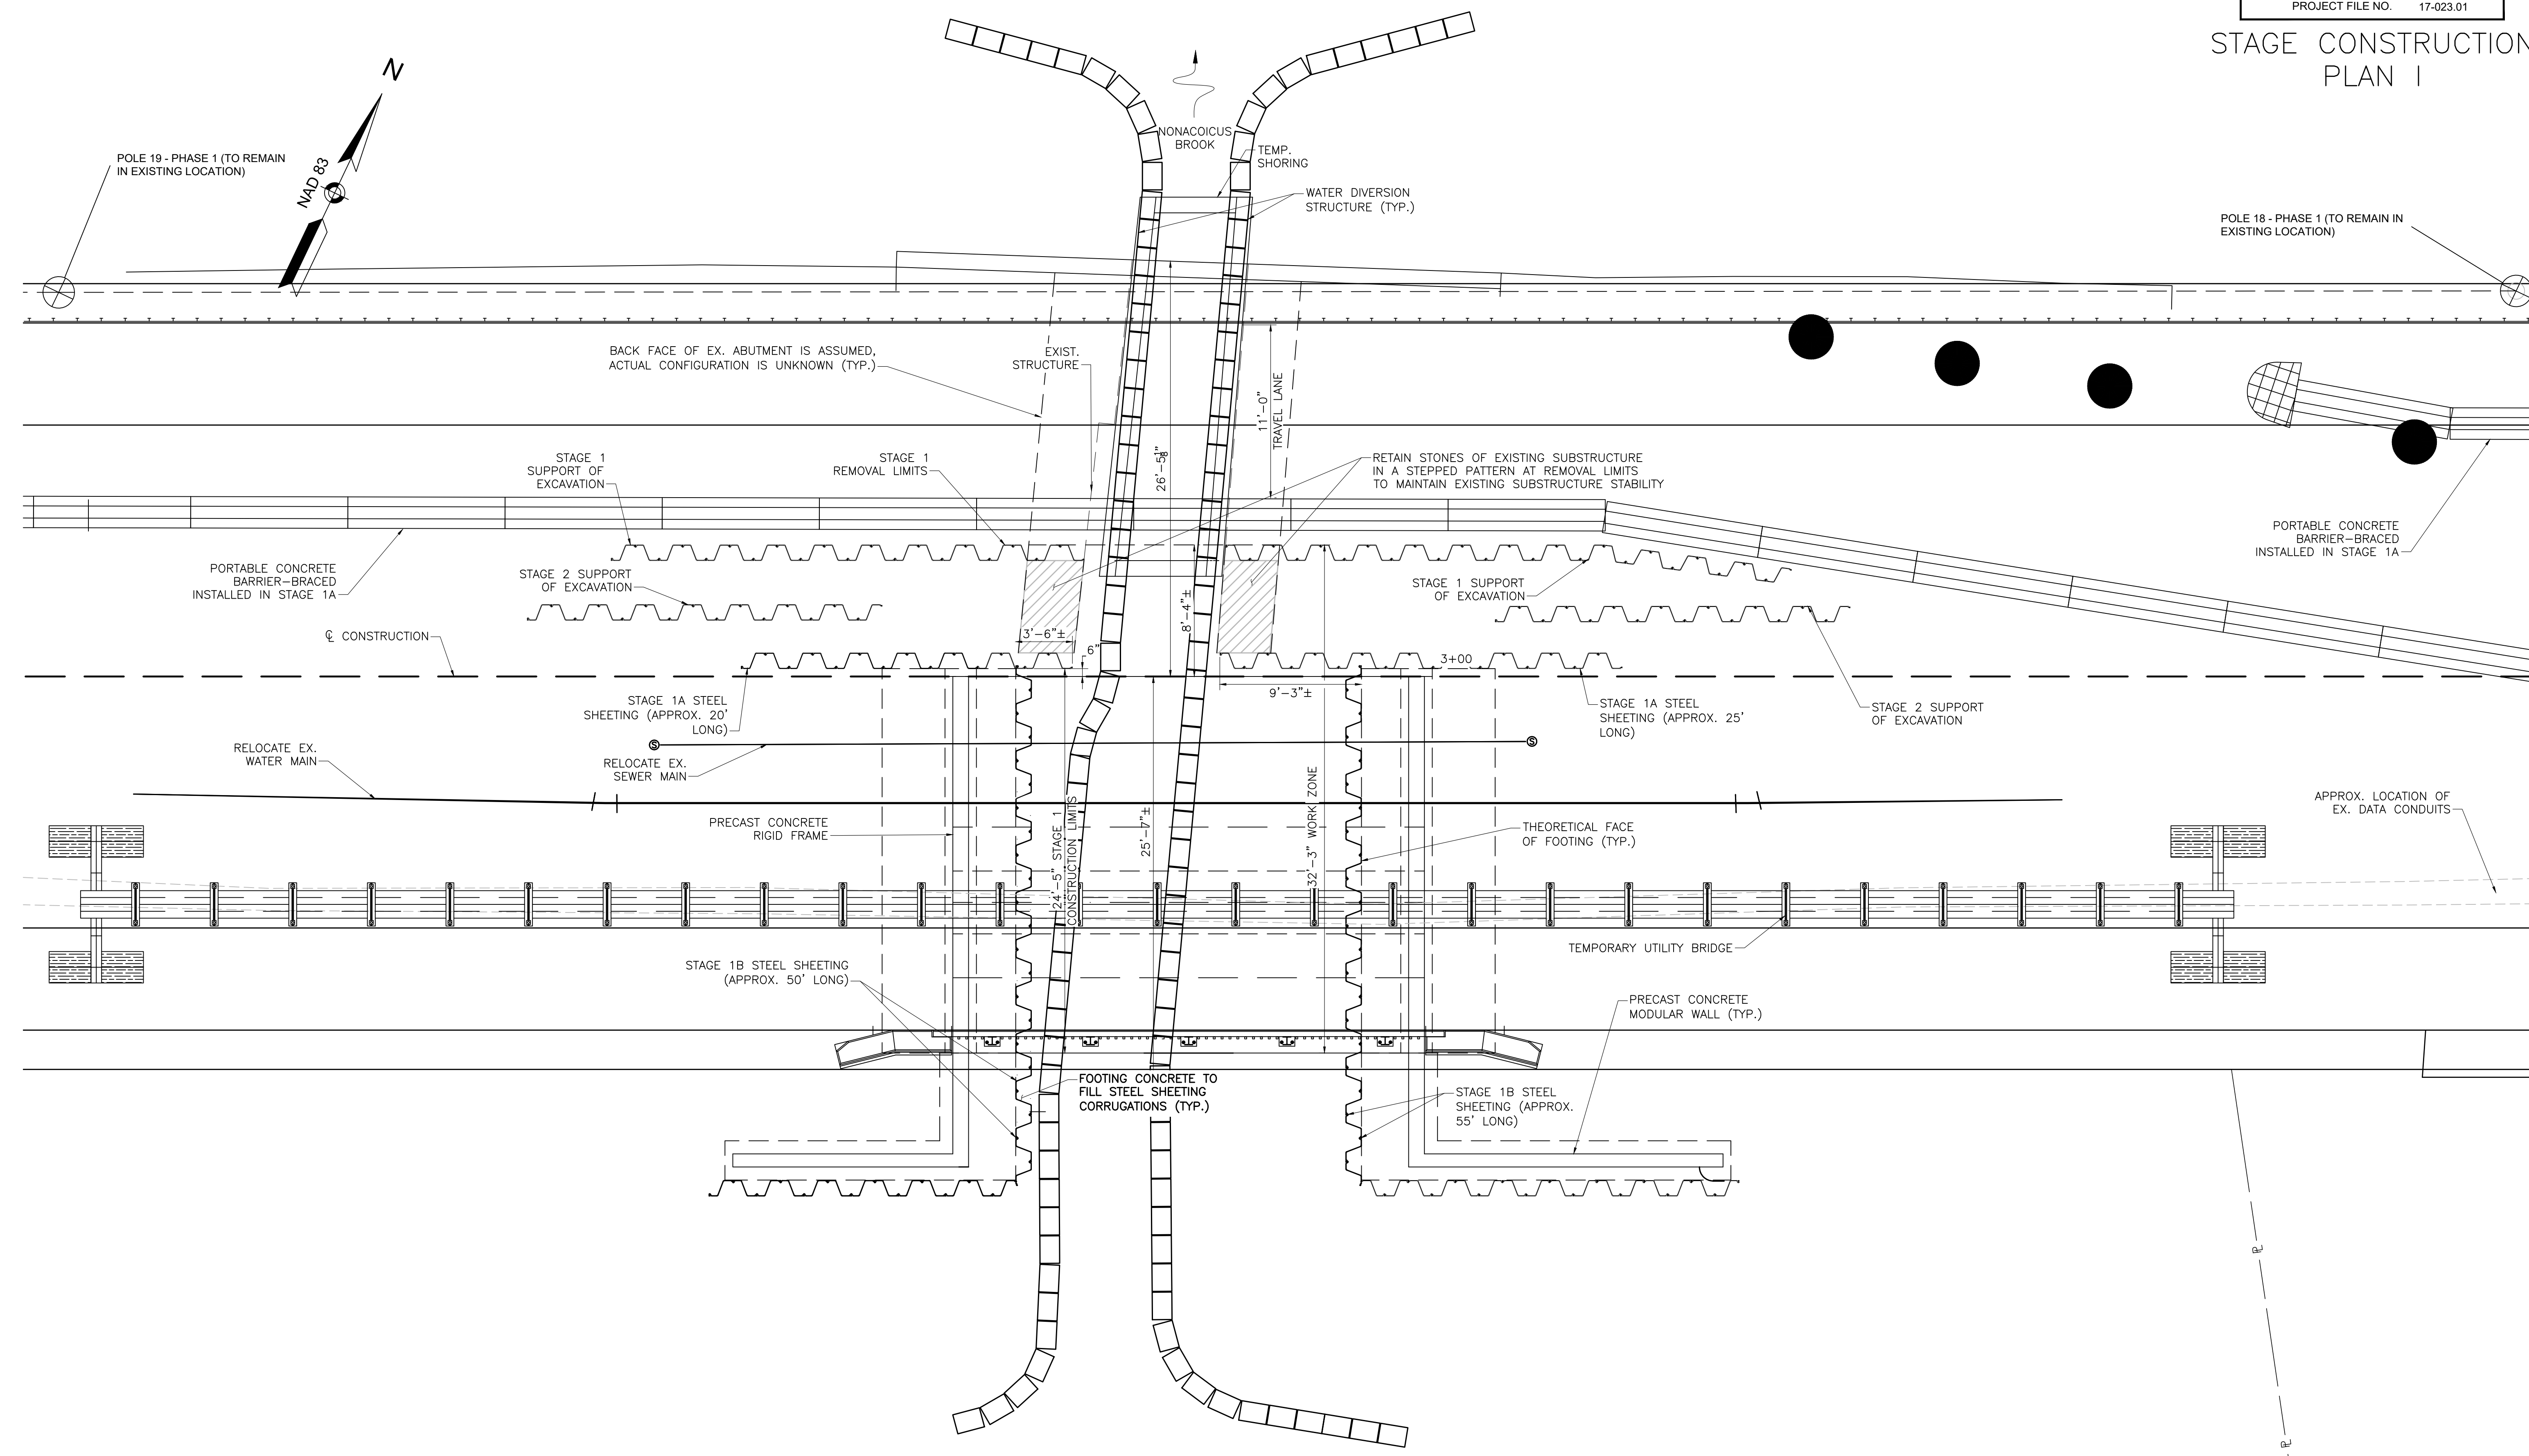 PROJECT FILE NO. 17-023.01
STAGE CONSTRUCTION
PLAN I
N
NAD 83
POLE 19 - PHASE 1 (TO REMAIN
IN EXISTING LOCATION)
NONACOICUS
BROOK
TEMP.
SHORING
WATER DIVERSION
STRUCTURE (TYP.)
POLE 18 - PHASE 1 (TO REMAIN IN
EXISTING LOCATION)
BACK FACE OF EX. ABUTMENT IS ASSUMED,
ACTUAL CONFIGURATION IS UNKNOWN (TYP.)
EXIST.
STRUCTURE
11'-0"
TRAVEL LANE
26'-5 1/8"
STAGE 1
SUPPORT OF
EXCAVATION
STAGE 1
REMOVAL LIMITS
RETAIN STONES OF EXISTING SUBSTRUCTURE
IN A STEPPED PATTERN AT REMOVAL LIMITS
TO MAINTAIN EXISTING SUBSTRUCTURE STABILITY
PORTABLE CONCRETE
BARRIER-BRACED
INSTALLED IN STAGE 1A
PORTABLE CONCRETE
BARRIER-BRACED
INSTALLED IN STAGE 1A
STAGE 2 SUPPORT
OF EXCAVATION
STAGE 1 SUPPORT
OF EXCAVATION
8'-4"±
℄ CONSTRUCTION
3'-6"±
6"
3+00
9'-3"±
STAGE 1A STEEL
SHEETING (APPROX. 20'
LONG)
STAGE 1A STEEL
SHEETING (APPROX. 25'
LONG)
STAGE 2 SUPPORT
OF EXCAVATION
S
S
RELOCATE EX.
WATER MAIN
RELOCATE EX.
SEWER MAIN
APPROX. LOCATION OF
EX. DATA CONDUITS
PRECAST CONCRETE
RIGID FRAME
24'-5" STAGE 1
CONSTRUCTION LIMITS
25'-7"±
32'-3" WORK ZONE
THEORETICAL FACE
OF FOOTING (TYP.)
TEMPORARY UTILITY BRIDGE
STAGE 1B STEEL SHEETING
(APPROX. 50' LONG)
PRECAST CONCRETE
MODULAR WALL (TYP.)
FOOTING CONCRETE TO
FILL STEEL SHEETING
CORRUGATIONS (TYP.)
STAGE 1B STEEL
SHEETING (APPROX.
55' LONG)
PL
PL